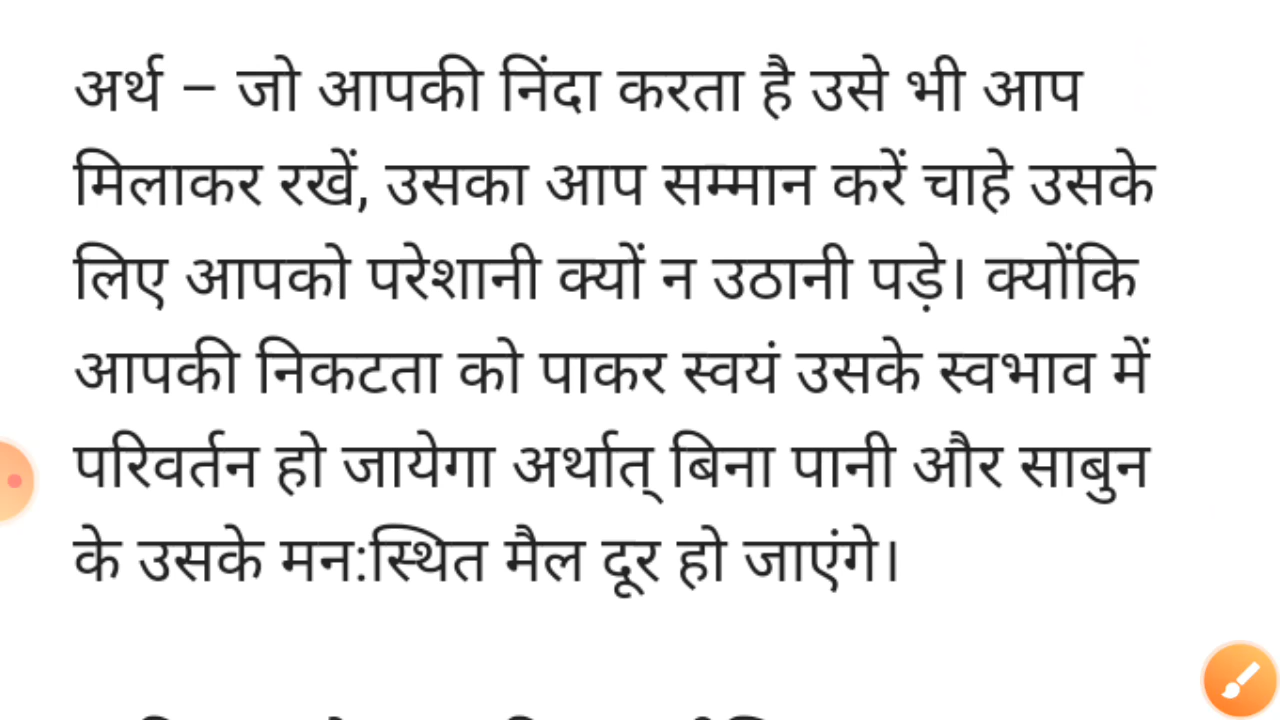 अर्थ – जो आपकी निंदा करता है उसे भी आप
मिलाकर रखें, उसका आप सम्मान करें चाहे उसके
लिए आपको परेशानी क्यों न उठानी पड़े। क्योंकि
आपकी निकटता को पाकर स्वयं उसके स्वभाव में
परिवर्तन हो जायेगा अर्थात् बिना पानी और साबुन
के उसके मन:स्थित मैल दूर हो जाएंगे।